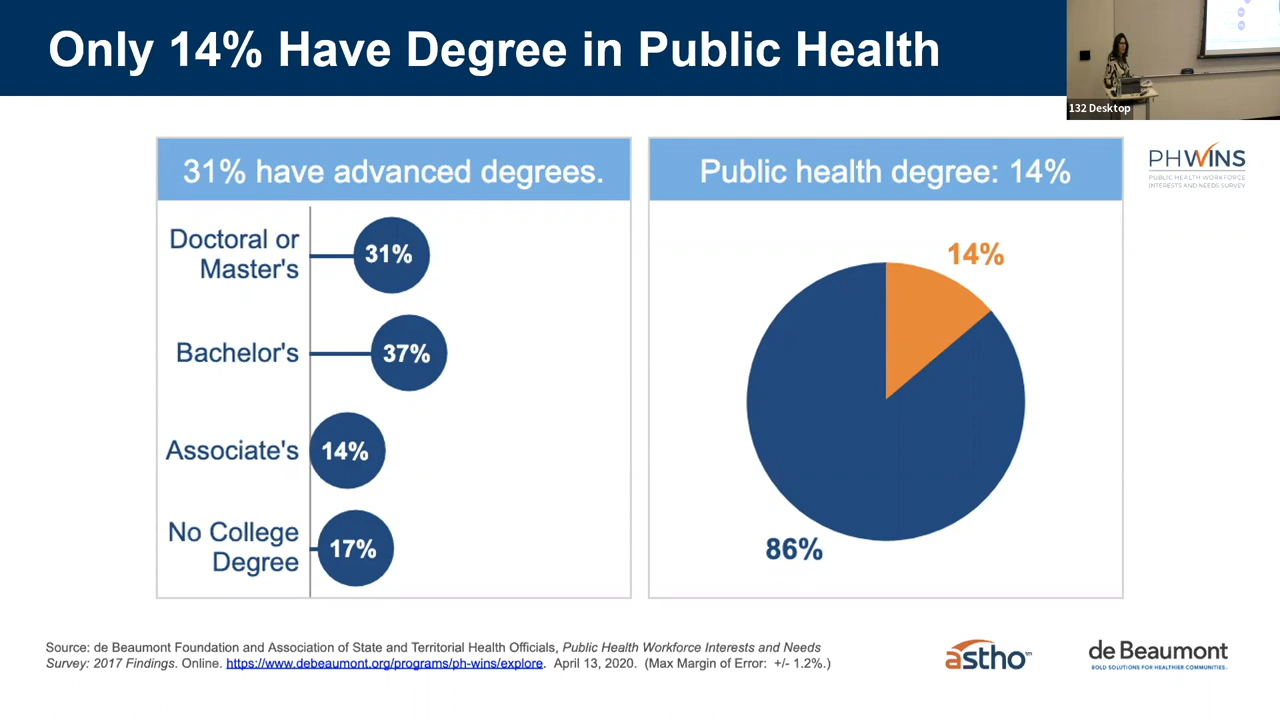 Only 14% Have Degree in Public Health
132 Desktop
PHWINS
PUBLIC HEALTH WORKFORCE
INTERESTS AND NEEDS SURVEY
31% have advanced degrees.
Doctoral or
Master's
31%
Bachelor's
37%
Associate's
14%
No College
Degree
17%
Public health degree: 14%
14%
86%
Source: de Beaumont Foundation and Association of State and Territorial Health Officials, Public Health Workforce Interests and Needs
Survey: 2017 Findings. Online. https://www.debeaumont.org/programs/ph-wins/explore. April 13, 2020. (Max Margin of Error: +/- 1.2%.)
astho™
de Beaumont
BOLD SOLUTIONS FOR HEALTHIER COMMUNITIES.